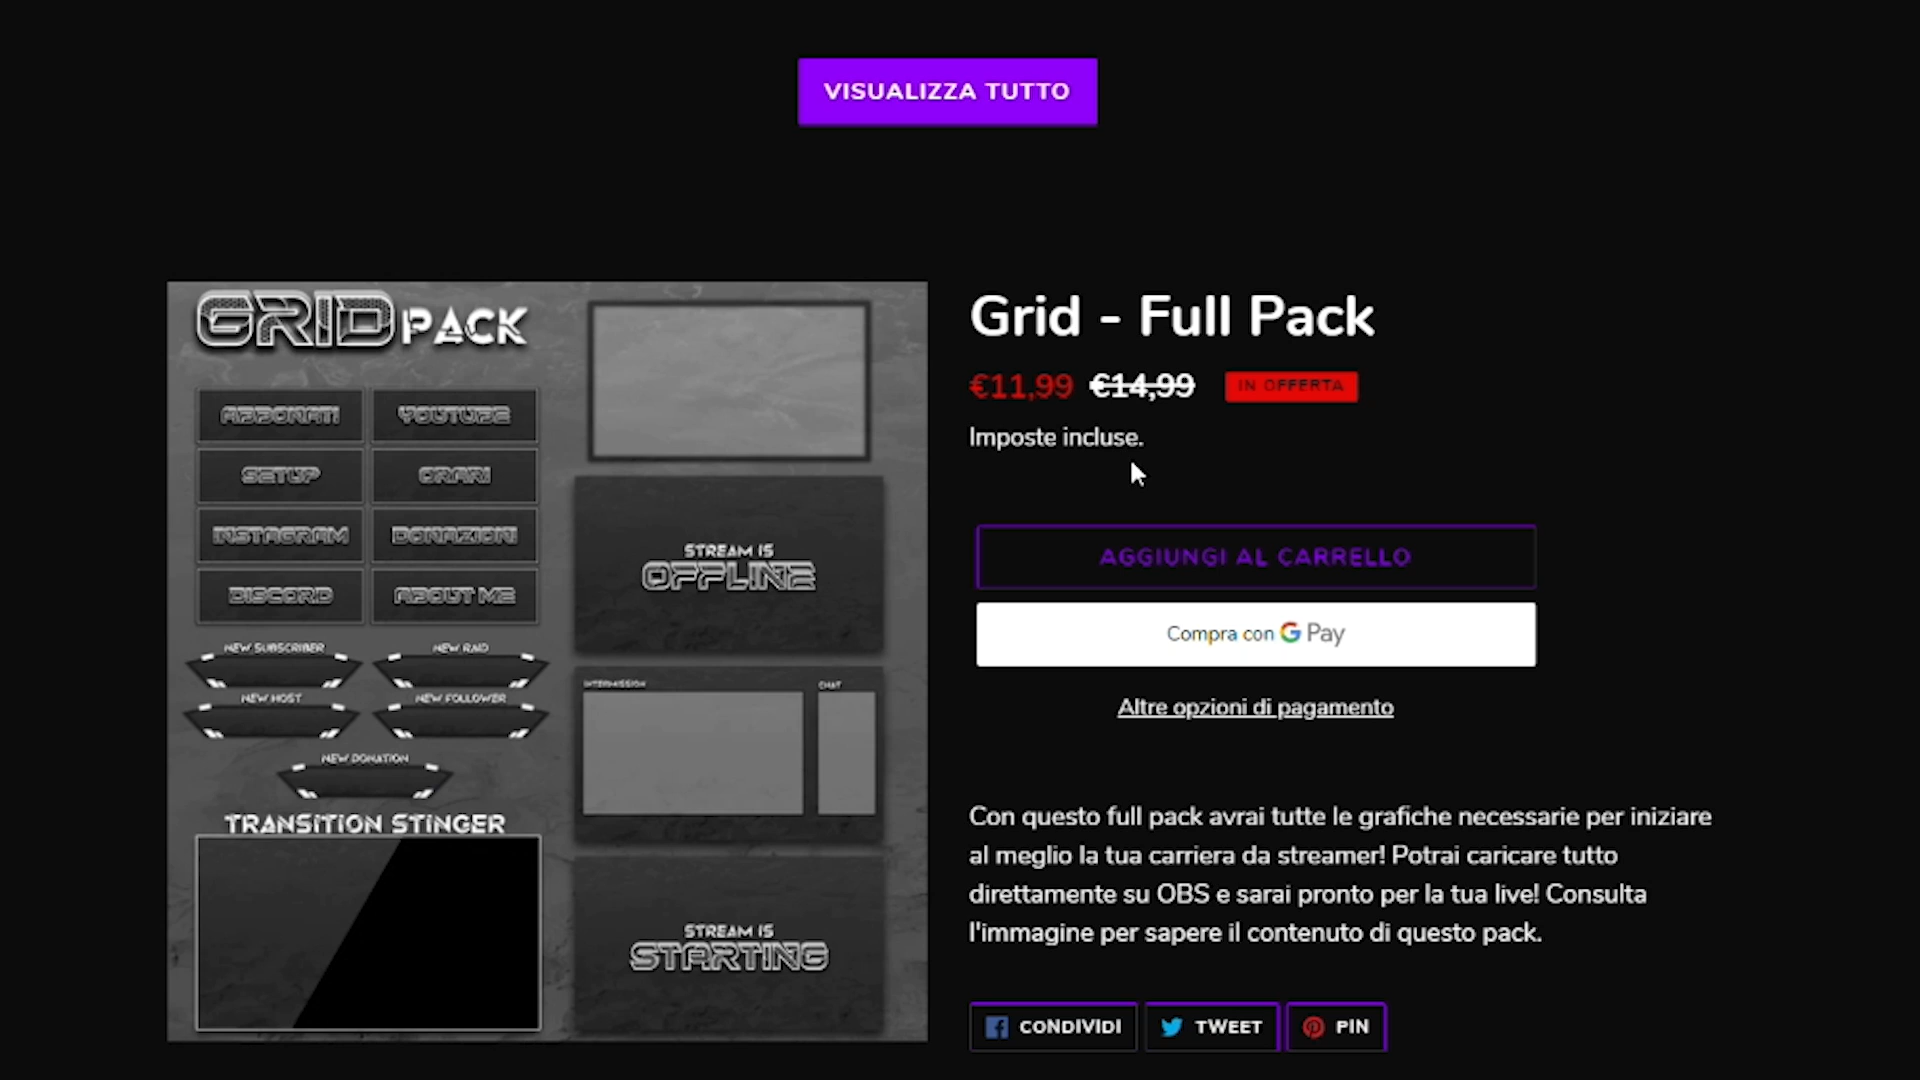 VISUALIZZA TUTTO
GRID PACK
ABBONATI
YOUTUBE
SETUP
ORARI
INSTAGRAM
DONAZIONI
DISCORD
ABOUT ME
NEW SUBSCRIBER
NEW RAID
NEW HOST
NEW FOLLOWER
NEW DONATION
TRANSITION STINGER
STREAM IS
OFFLINE
INTERMISSION
CHAT
STREAM IS
STARTING
Grid - Full Pack
€11,99 €14,99 IN OFFERTA
Imposte incluse.
AGGIUNGI AL CARRELLO
Compra con G Pay
Altre opzioni di pagamento
Con questo full pack avrai tutte le grafiche necessarie per iniziare
al meglio la tua carriera da streamer! Potrai caricare tutto
direttamente su OBS e sarai pronto per la tua live! Consulta
l'immagine per sapere il contenuto di questo pack.
CONDIVIDI
TWEET
PIN